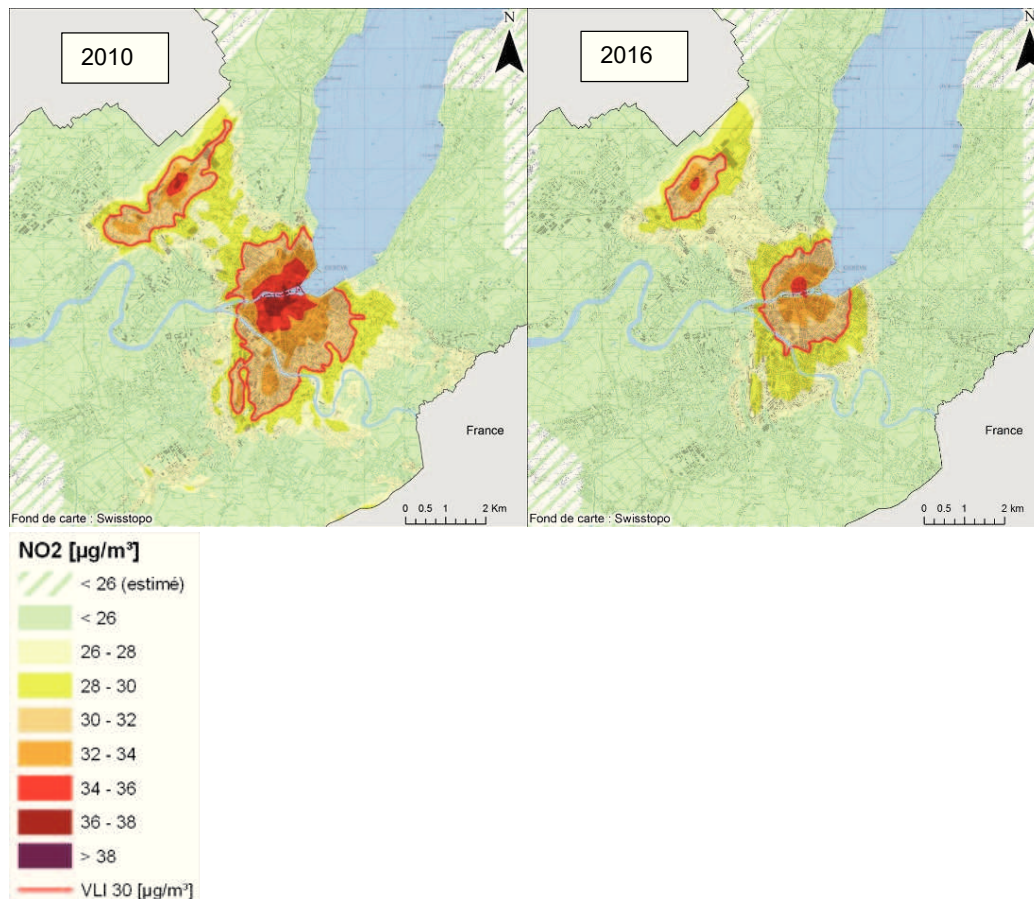 2010
N
France
0 0.5 1 2 Km
Fond de carte : Swisstopo
2016
N
France
0 0.5 1 2 km
Fond de carte : Swisstopo
NO2 [µg/m³]
< 26 (estimé)
< 26
26 - 28
28 - 30
30 - 32
32 - 34
34 - 36
36 - 38
> 38
VLI 30 [µg/m³]